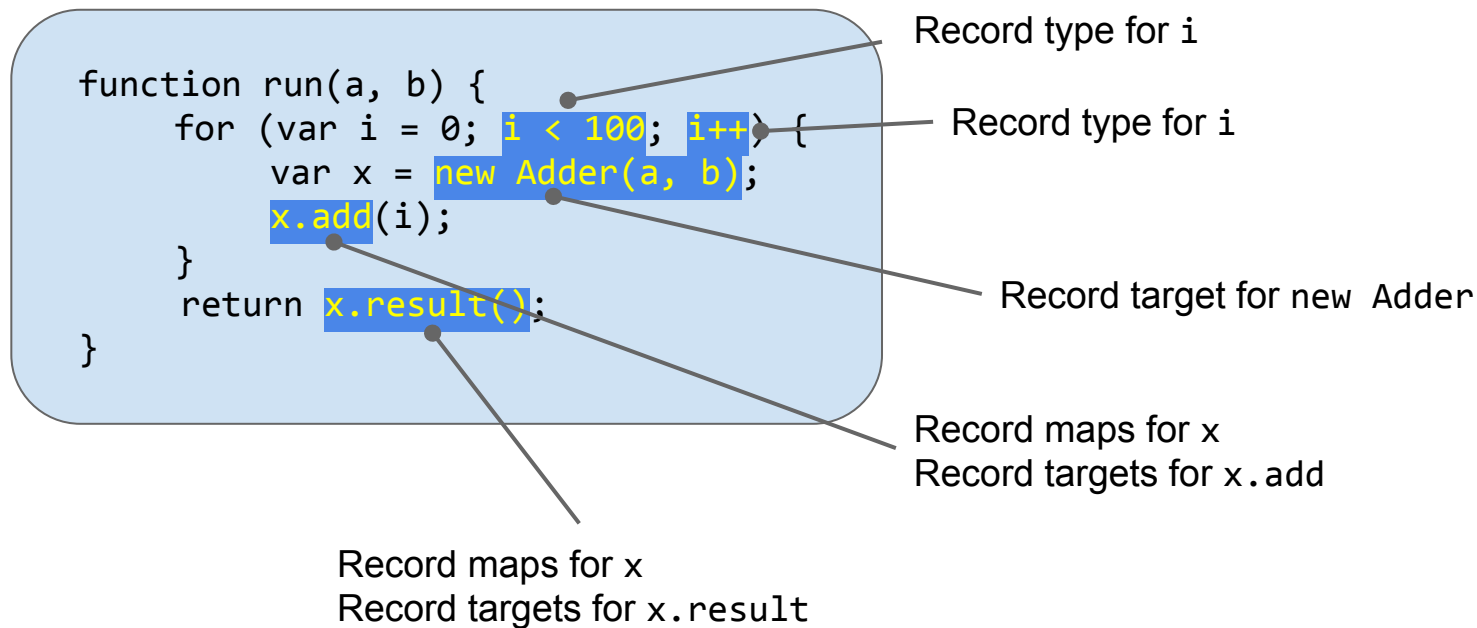 function run(a, b) {
for (var i = 0; i < 100; i++) {
var x = new Adder(a, b);
x.add(i);
}
return x.result();
}
Record type for i
Record type for i
Record target for new Adder
Record maps for x
Record targets for x.add
Record maps for x
Record targets for x.result